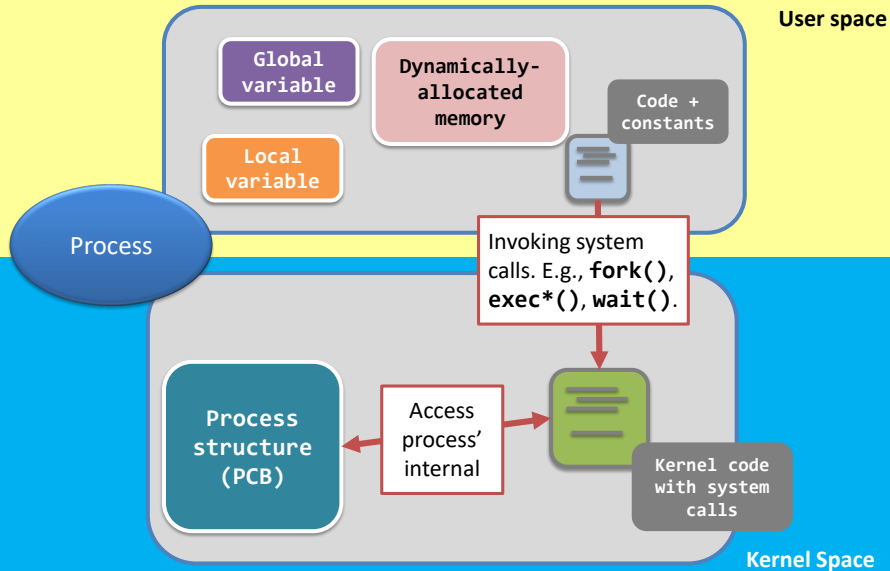 User space
Global
variable
Dynamically-
allocated
memory
Code +
constants
Local
variable
Process
Invoking system
calls. E.g., fork(),
exec*(), wait().
Process
structure
(PCB)
Access
process’
internal
Kernel code
with system
calls
Kernel Space